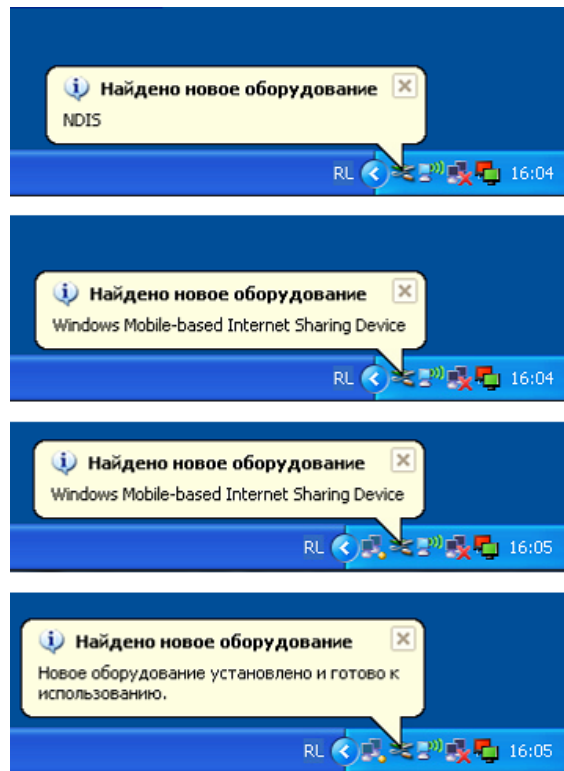 Найдено новое оборудование
NDIS
RL 16:04
Найдено новое оборудование
Windows Mobile-based Internet Sharing Device
RL 16:04
Найдено новое оборудование
Windows Mobile-based Internet Sharing Device
RL 16:05
Найдено новое оборудование
Новое оборудование установлено и готово к
использованию.
RL 16:05